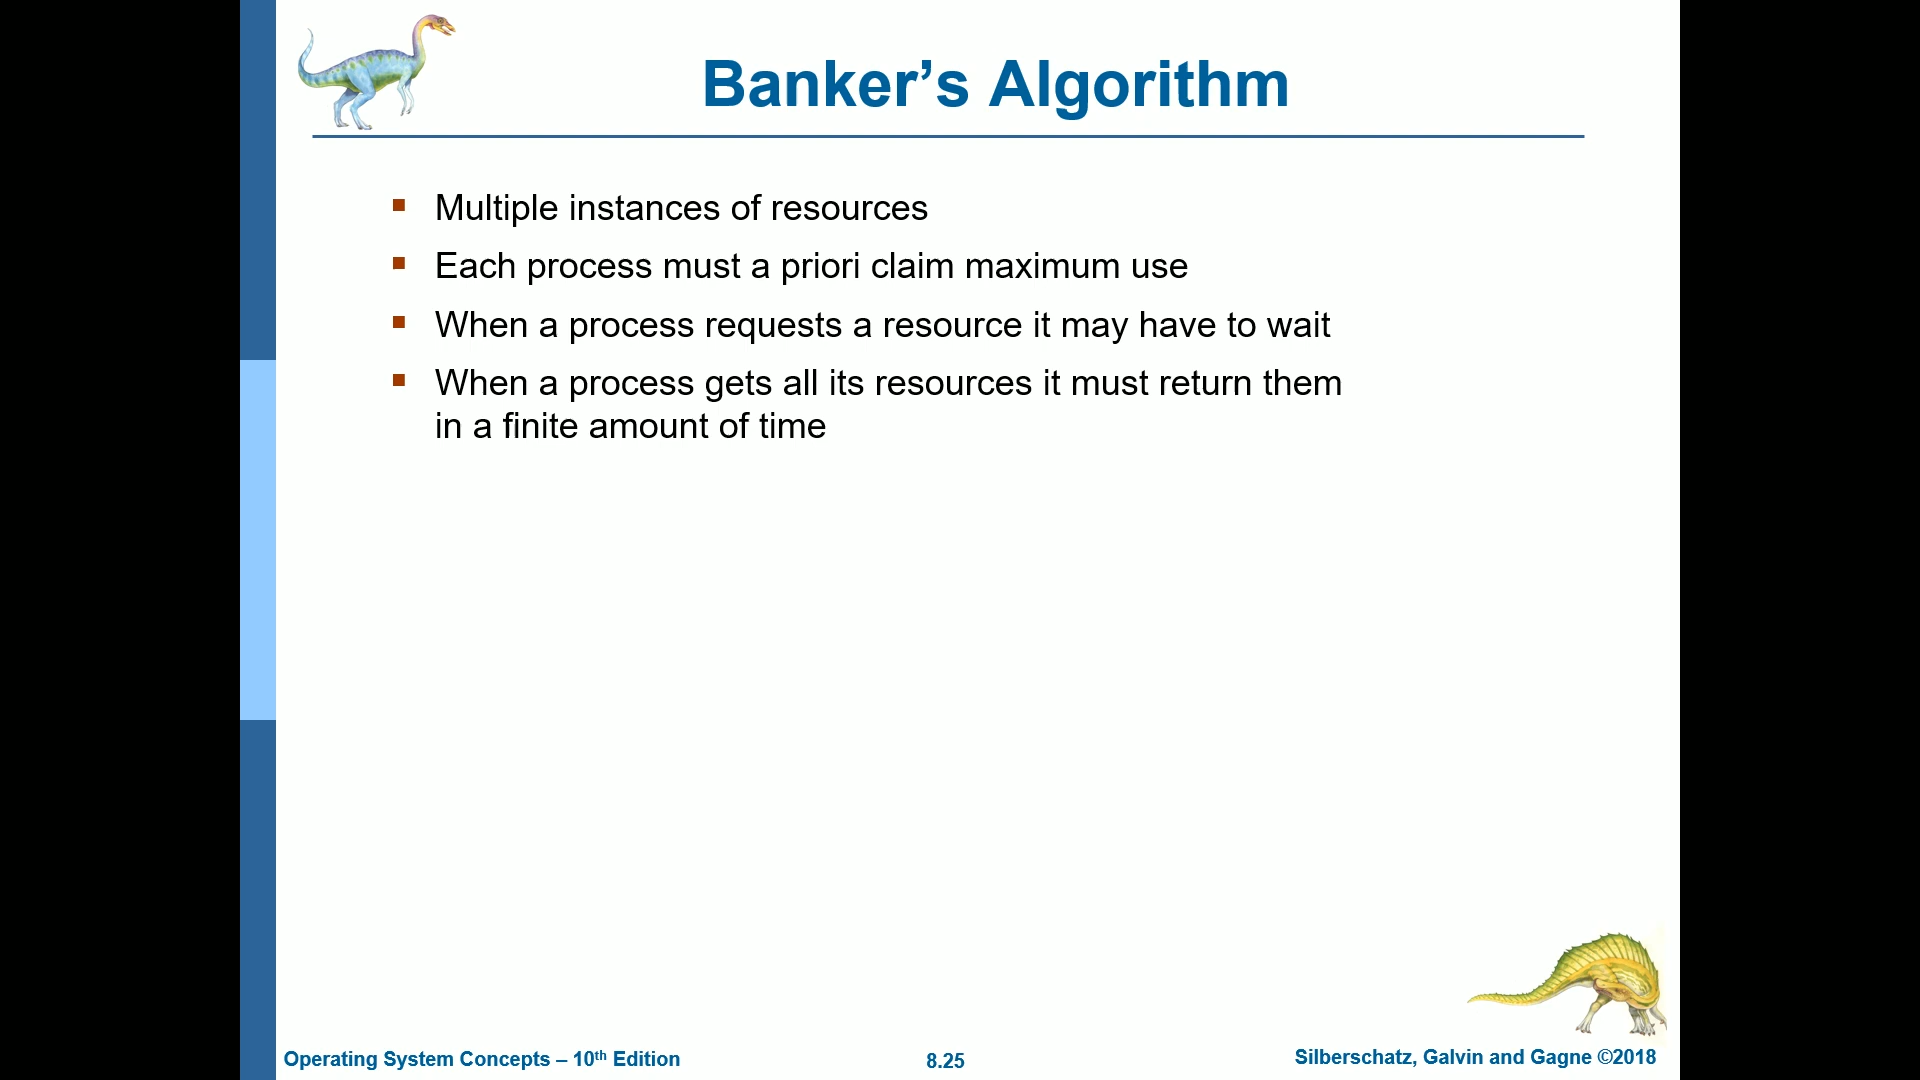 Banker’s Algorithm
Multiple instances of resources
Each process must a priori claim maximum use
When a process requests a resource it may have to wait
When a process gets all its resources it must return them
in a finite amount of time
Operating System Concepts – 10th Edition
8.25
Silberschatz, Galvin and Gagne ©2018